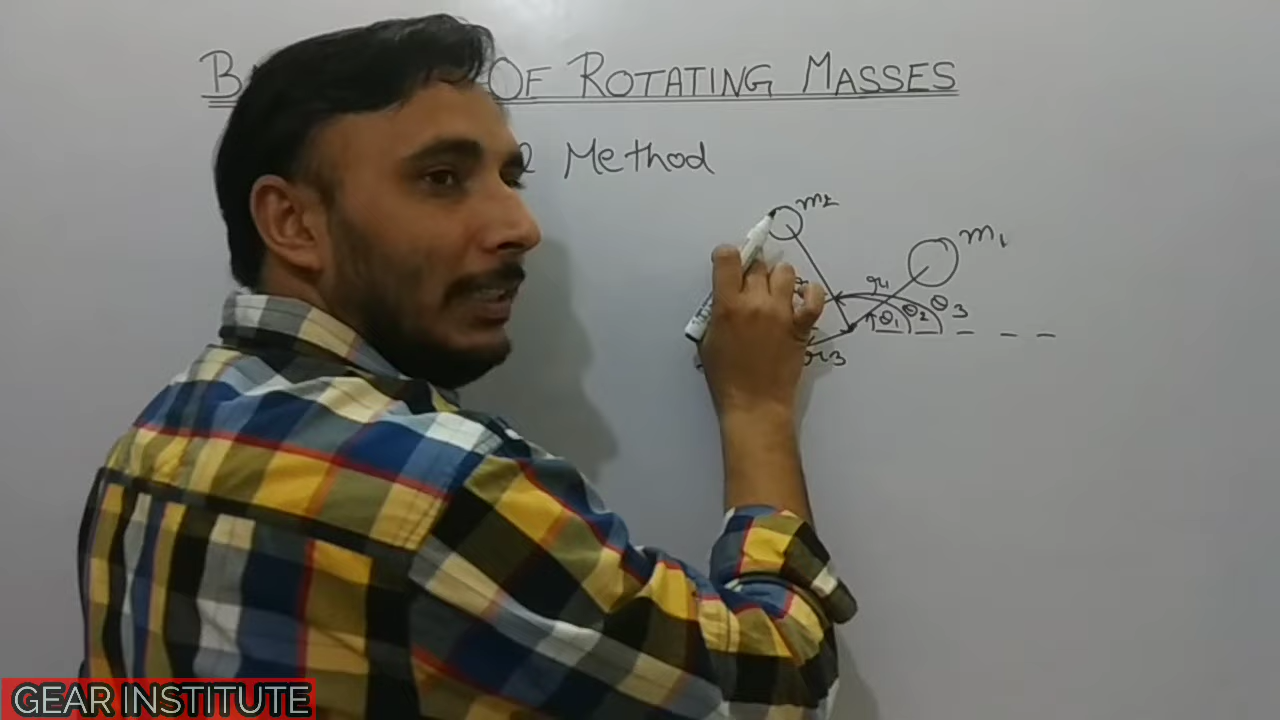 OF ROTATING MASSES
Method
m2
m1
r1
θ1 θ2 θ3
r3
GEAR INSTITUTE